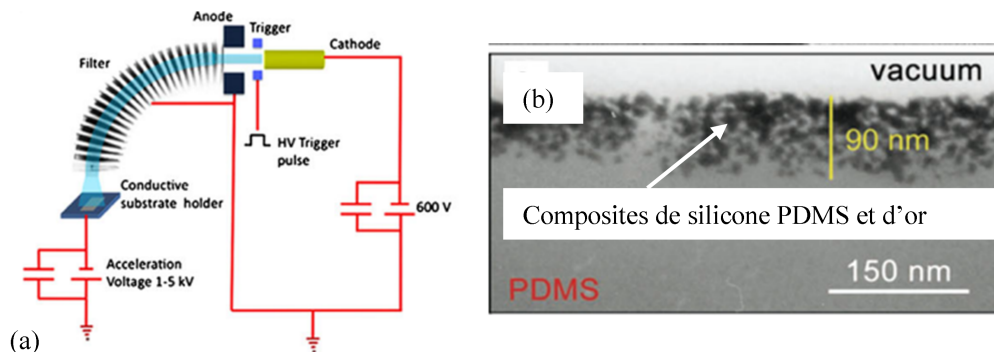 Anode
Trigger
Cathode
Filter
HV Trigger
pulse
Conductive
substrate holder
600 V
Acceleration
Voltage 1-5 kV
(a)
vacuum
(b)
90 nm
Composites de silicone PDMS et d’or
150 nm
PDMS